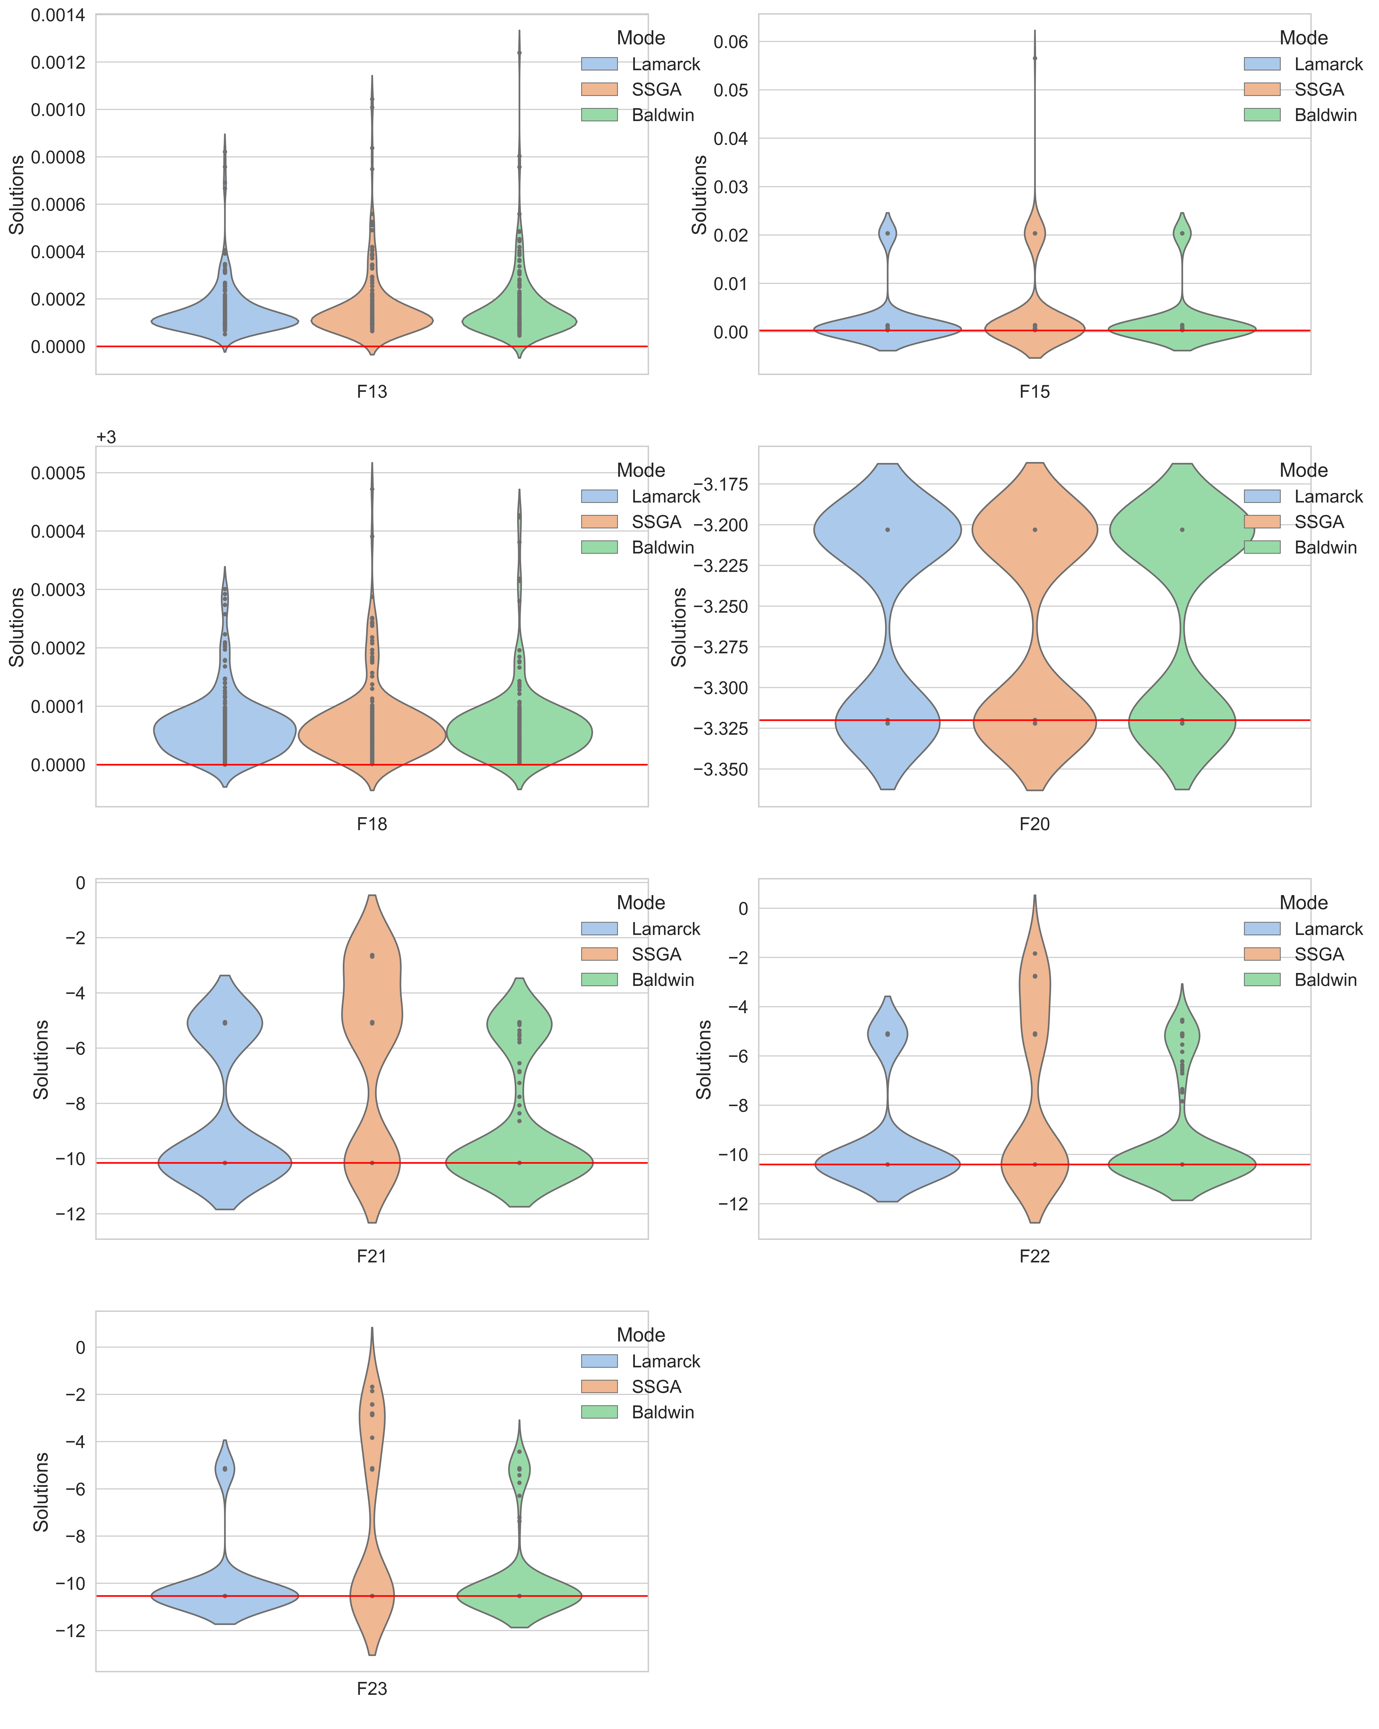 0.0014
0.0012
0.0010
0.0008
0.0006
0.0004
0.0002
0.0000
Solutions
F13
Mode
Lamarck
SSGA
Baldwin
0.06
0.05
0.04
0.03
0.02
0.01
0.00
Solutions
F15
Mode
Lamarck
SSGA
Baldwin
+3
0.0005
0.0004
0.0003
0.0002
0.0001
0.0000
Solutions
F18
Mode
Lamarck
SSGA
Baldwin
−3.175
−3.200
−3.225
−3.250
−3.275
−3.300
−3.325
−3.350
Solutions
F20
Mode
Lamarck
SSGA
Baldwin
0
−2
−4
−6
−8
−10
−12
Solutions
F21
Mode
Lamarck
SSGA
Baldwin
0
−2
−4
−6
−8
−10
−12
Solutions
F22
Mode
Lamarck
SSGA
Baldwin
0
−2
−4
−6
−8
−10
−12
Solutions
F23
Mode
Lamarck
SSGA
Baldwin